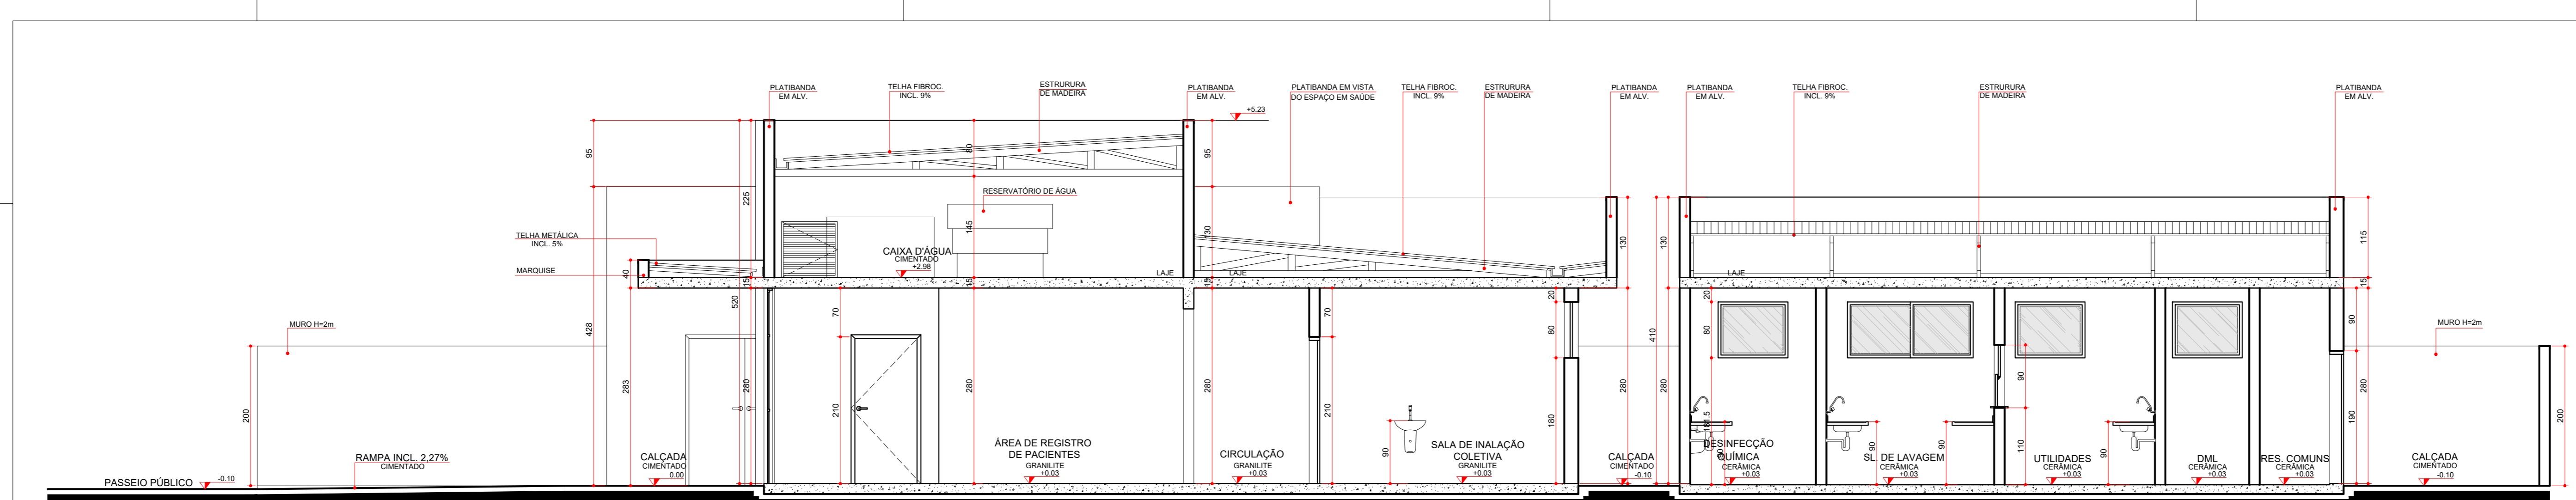 PLATIBANDA
EM ALV.
TELHA FIBROC.
INCL. 9%
ESTRURURA
DE MADEIRA
PLATIBANDA
EM ALV.
+5.23
PLATIBANDA EM VISTA
DO ESPAÇO EM SAÚDE
TELHA FIBROC.
INCL. 9%
ESTRURURA
DE MADEIRA
PLATIBANDA
EM ALV.
PLATIBANDA
EM ALV.
TELHA FIBROC.
INCL. 9%
ESTRURURA
DE MADEIRA
PLATIBANDA
EM ALV.
95
225
80
95
RESERVATÓRIO DE ÁGUA
145
130
130
130
115
TELHA METÁLICA
INCL. 5%
MARQUISE
40
15
CAIXA D'ÁGUA
CIMENTADO
+2.98
15
LAJE
15
LAJE
LAJE
15
MURO H=2m
428
520
70
70
20
410
20
90
MURO H=2m
80
80
200
283
280
210
280
280
210
180
280
280
181.5
90
110
190
280
200
PASSEIO PÚBLICO
-0.10
RAMPA INCL. 2,27%
CIMENTADO
CALÇADA
CIMENTADO
0.00
ÁREA DE REGISTRO
DE PACIENTES
GRANILITE
+0.03
CIRCULAÇÃO
GRANILITE
+0.03
90
SALA DE INALAÇÃO
COLETIVA
GRANILITE
+0.03
CALÇADA
CIMENTADO
-0.10
DESINFECÇÃO
QUÍMICA
CERÂMICA
+0.03
90
90
SL. DE LAVAGEM
CERÂMICA
+0.03
90
UTILIDADES
CERÂMICA
+0.03
90
DML
CERÂMICA
+0.03
RES. COMUNS
CERÂMICA
+0.03
CALÇADA
CIMENTADO
-0.10